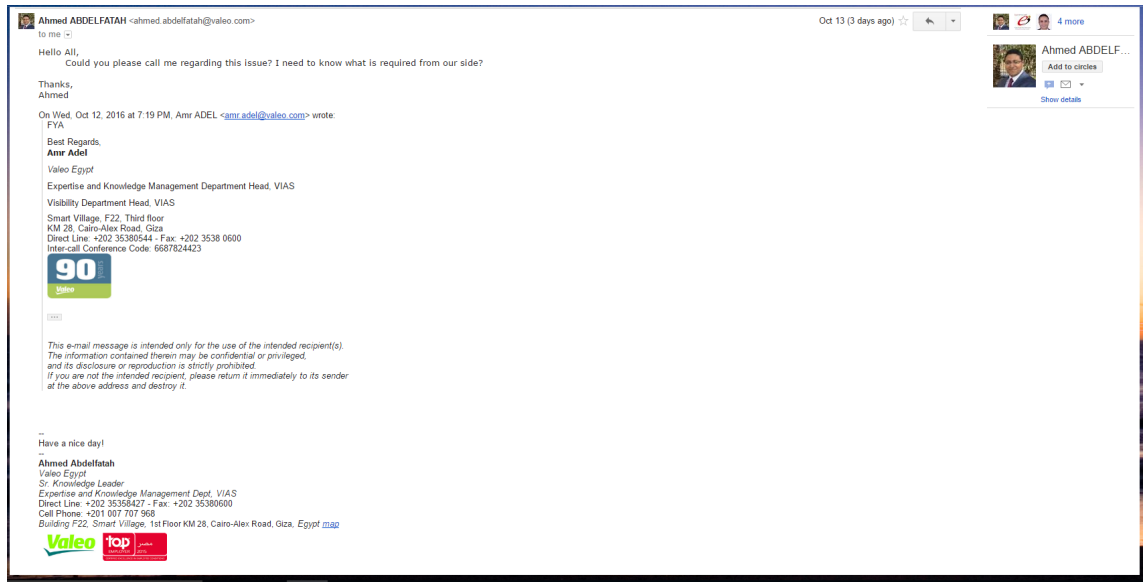 Ahmed ABDELFATAH <ahmed.abdelfatah@valeo.com>
Oct 13 (3 days ago)
to me
Hello All,
Could you please call me regarding this issue? I need to know what is required from our side?
Thanks,
Ahmed
On Wed, Oct 12, 2016 at 7:19 PM, Amr ADEL <amr.adel@valeo.com> wrote:
FYA
Best Regards,
Amr Adel
Valeo Egypt
Expertise and Knowledge Management Department Head, VIAS
Visibility Department Head, VIAS
Smart Village, F22, Third floor
KM 28, Cairo-Alex Road, Giza
Direct Line: +202 35380544 - Fax: +202 3538 0600
Inter-call Conference Code: 6687824423
90 years
Valeo
This e-mail message is intended only for the use of the intended recipient(s).
The information contained therein may be confidential or privileged,
and its disclosure or reproduction is strictly prohibited.
If you are not the intended recipient, please return it immediately to its sender
at the above address and destroy it.
--
Have a nice day!
--
Ahmed Abdelfatah
Valeo Egypt
Sr. Knowledge Leader
Expertise and Knowledge Management Dept, VIAS
Direct Line: +202 35358427 - Fax: +202 35380600
Cell Phone: +201 007 707 968
Building F22, Smart Village, 1st Floor KM 28, Cairo-Alex Road, Giza, Egypt map
Valeo
top
EMPLOYER
مصر
2015
4 more
Ahmed ABDELF...
Add to circles
Show details